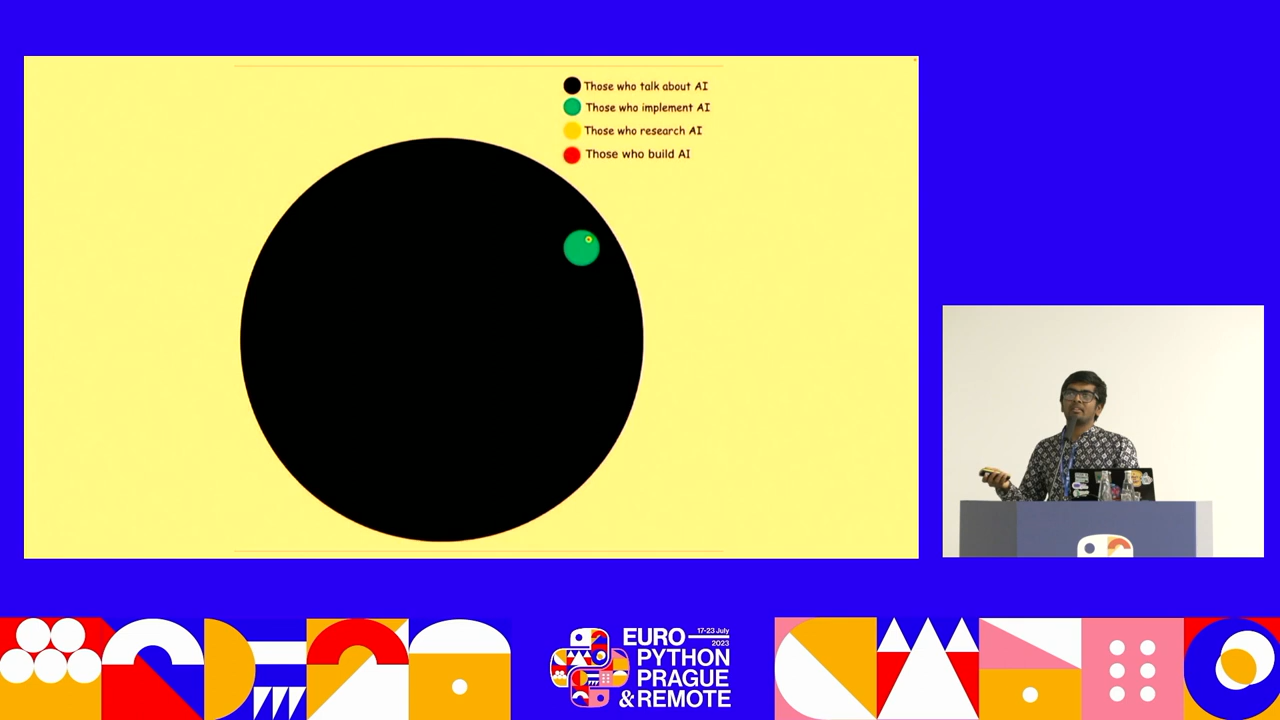 Those who talk about AI
Those who implement AI
Those who research AI
Those who build AI
EURO
17-23 July
2023
PYTHON
PRAGUE
& REMOTE